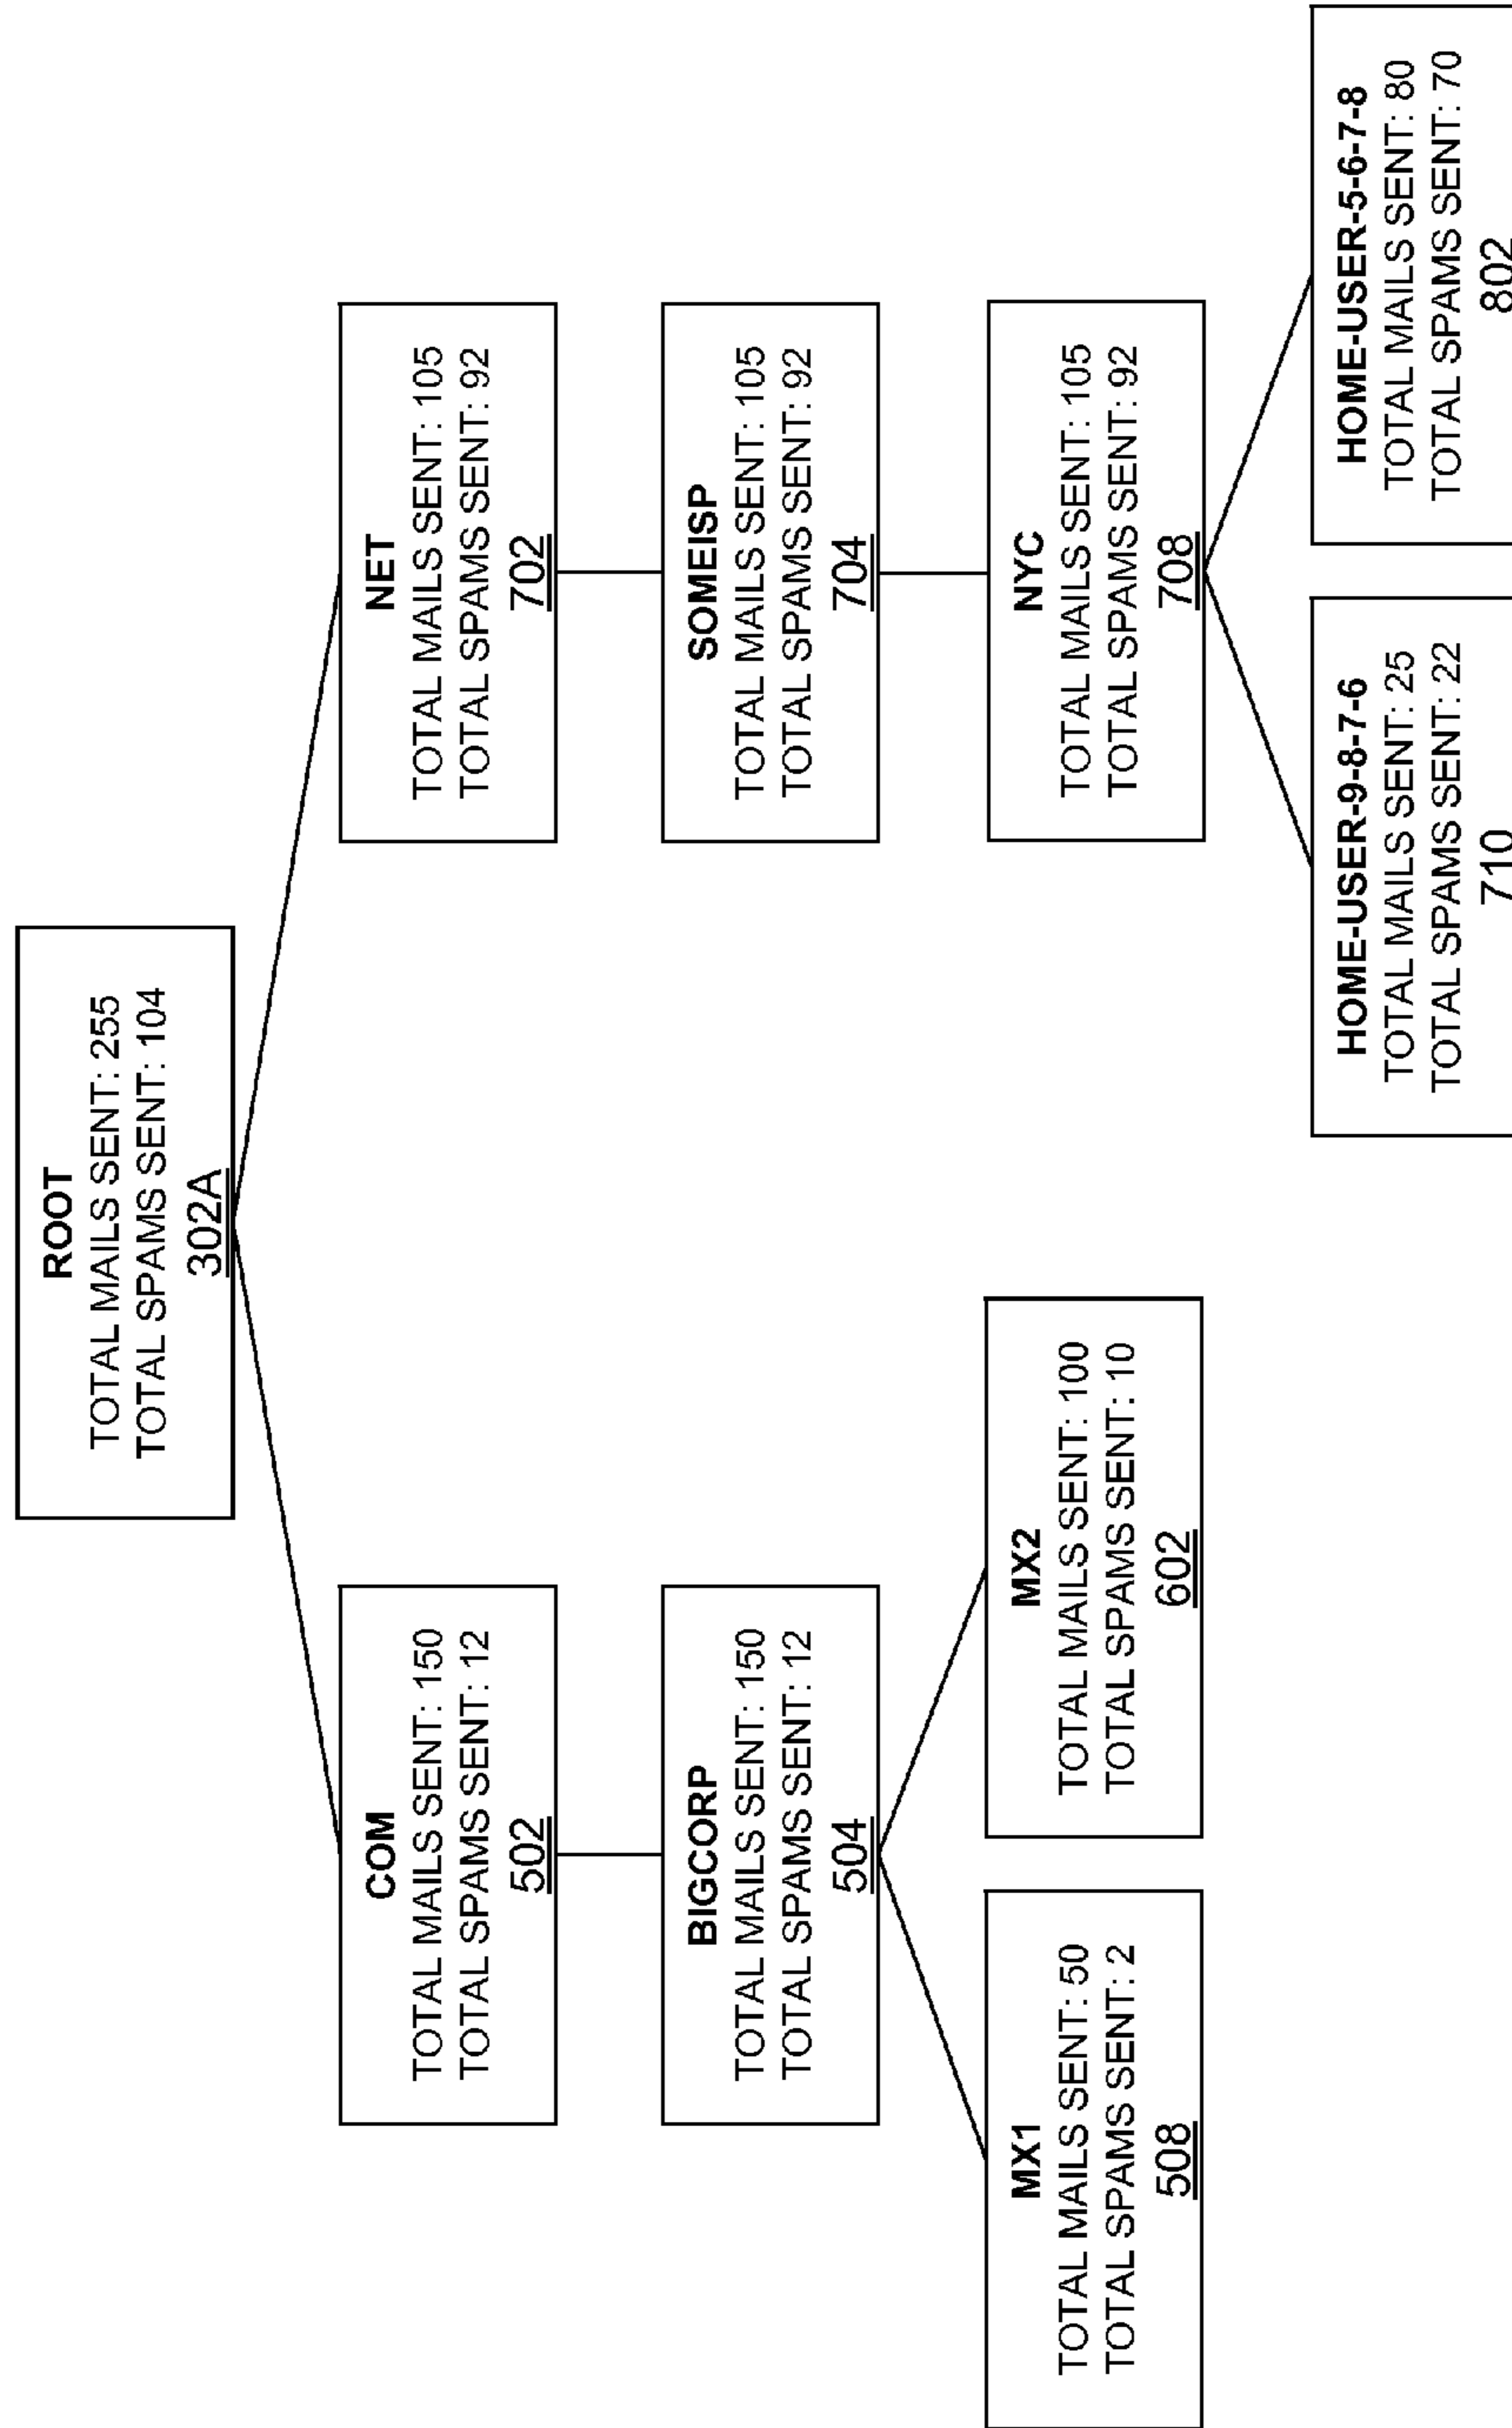 ROOT
TOTAL MAILS SENT: 255
TOTAL SPAMS SENT: 104
302A
COM
TOTAL MAILS SENT: 150
TOTAL SPAMS SENT: 12
502
NET
TOTAL MAILS SENT: 105
TOTAL SPAMS SENT: 92
702
BIGCORP
TOTAL MAILS SENT: 150
TOTAL SPAMS SENT: 12
504
SOMEISP
TOTAL MAILS SENT: 105
TOTAL SPAMS SENT: 92
704
MX1
TOTAL MAILS SENT: 50
TOTAL SPAMS SENT: 2
508
MX2
TOTAL MAILS SENT: 100
TOTAL SPAMS SENT: 10
602
NYC
TOTAL MAILS SENT: 105
TOTAL SPAMS SENT: 92
708
HOME-USER-9-8-7-6
TOTAL MAILS SENT: 25
TOTAL SPAMS SENT: 22
710
HOME-USER-5-6-7-8
TOTAL MAILS SENT: 80
TOTAL SPAMS SENT: 70
802